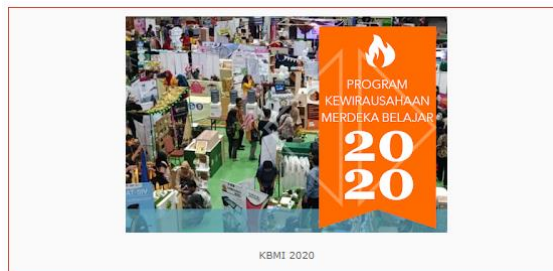 PROGRAM
KEWIRAUSAHAAN
MERDEKA BELAJAR
20
20
KBMI 2020